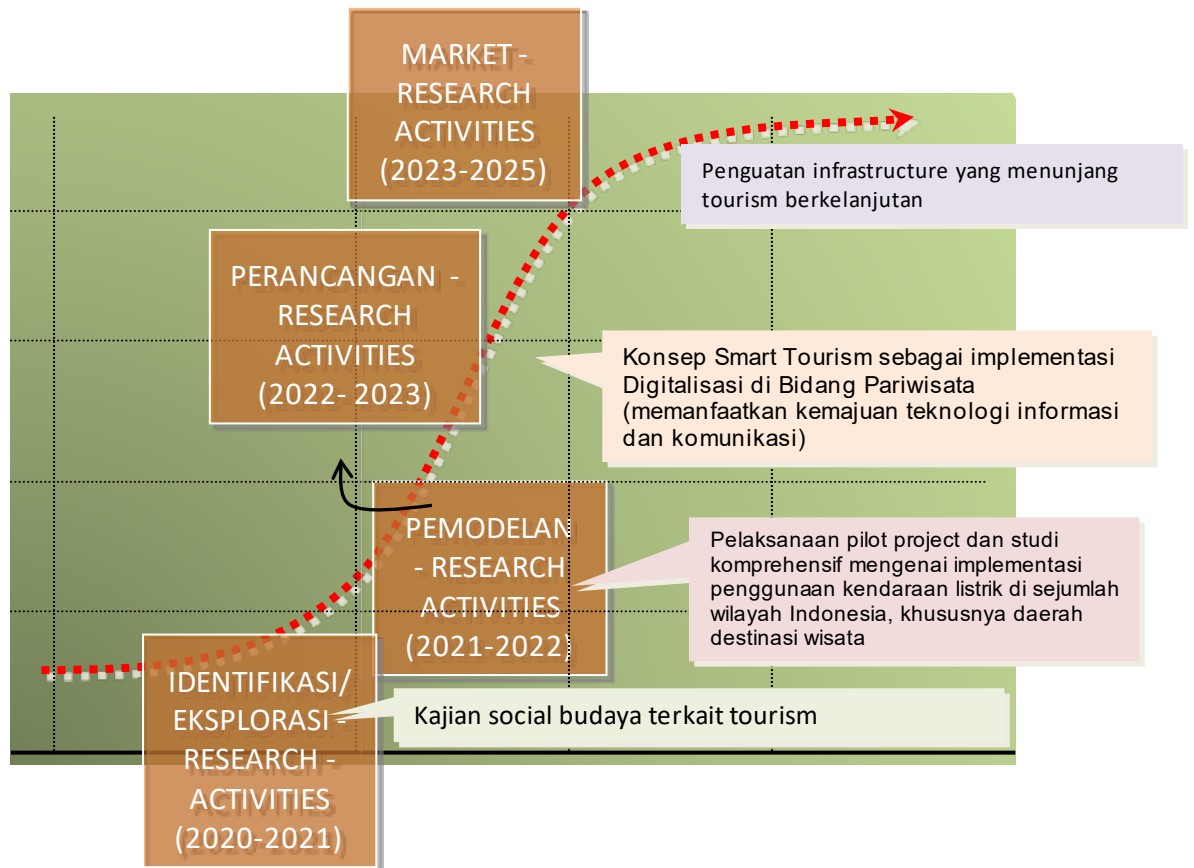 MARKET -
RESEARCH
ACTIVITIES
(2023-2025)
Penguatan infrastructure yang menunjang
tourism berkelanjutan
PERANCANGAN -
RESEARCH
ACTIVITIES
(2022- 2023)
Konsep Smart Tourism sebagai implementasi
Digitalisasi di Bidang Pariwisata
(memanfaatkan kemajuan teknologi informasi
dan komunikasi)
PEMODELAN
- RESEARCH
ACTIVITIES
(2021-2022)
Pelaksanaan pilot project dan studi
komprehensif mengenai implementasi
penggunaan kendaraan listrik di sejumlah
wilayah Indonesia, khususnya daerah
destinasi wisata
IDENTIFIKASI/
EKSPLORASI -
RESEARCH -
ACTIVITIES
(2020-2021)
Kajian social budaya terkait tourism